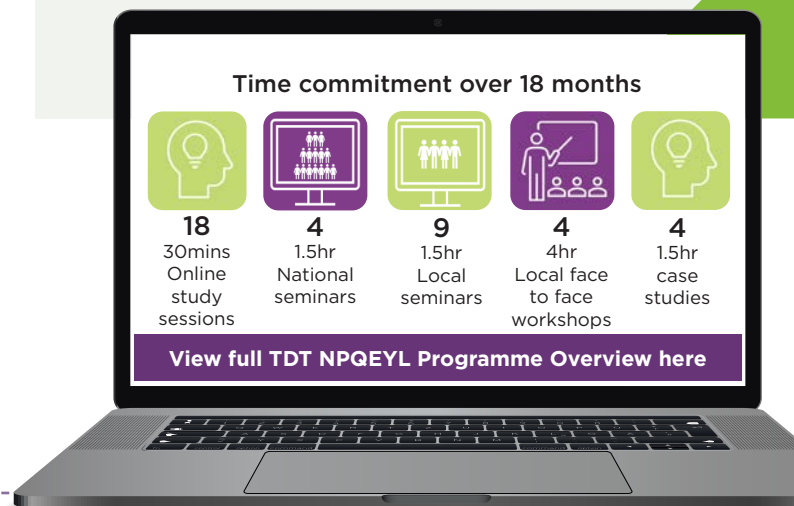 Time commitment over 18 months
18
30mins
Online
study
sessions
4
1.5hr
National
seminars
9
1.5hr
Local
seminars
4
4hr
Local face
to face
workshops
4
1.5hr
case
studies
View full TDT NPQEYL Programme Overview here